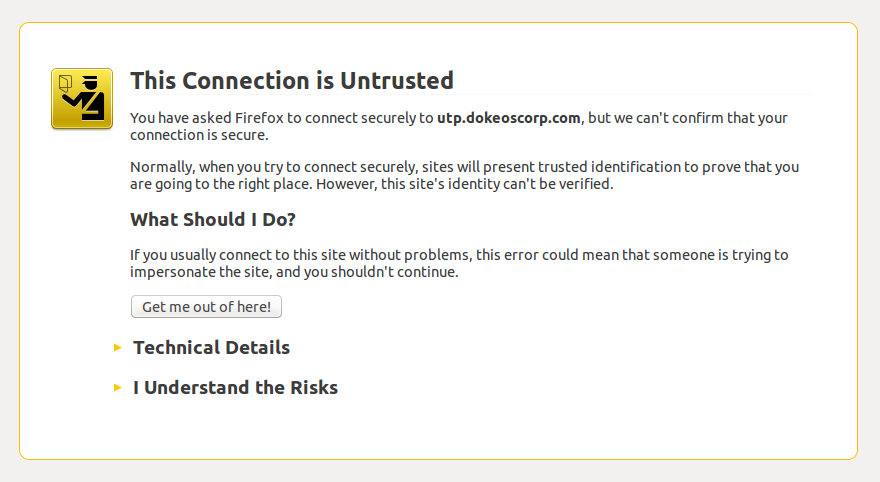 This Connection is Untrusted
You have asked Firefox to connect securely to utp.dokeoscorp.com, but we can't confirm that your
connection is secure.
Normally, when you try to connect securely, sites will present trusted identification to prove that you
are going to the right place. However, this site's identity can't be verified.
What Should I Do?
If you usually connect to this site without problems, this error could mean that someone is trying to
impersonate the site, and you shouldn't continue.
Get me out of here!
Technical Details
I Understand the Risks